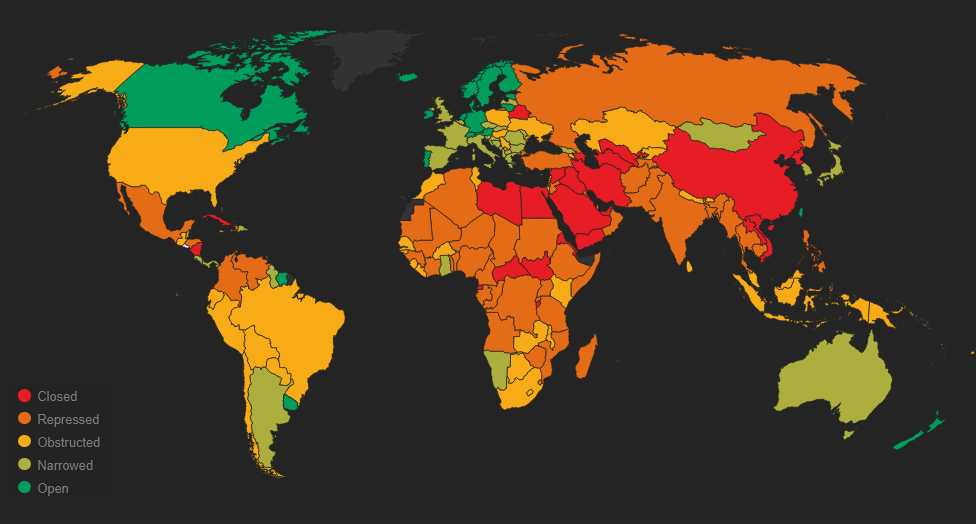 Closed
Repressed
Obstructed
Narrowed
Open